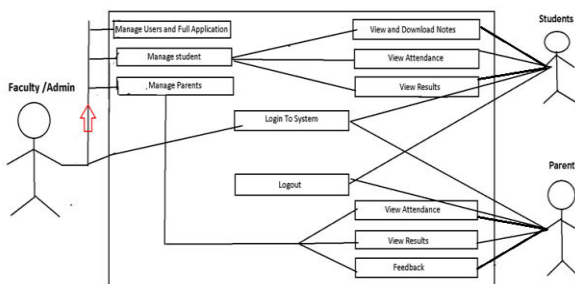 Students
Manage Users and Full Application
View and Download Notes
Manage student
View Attendance
Faculty /Admin
Manage Parents
View Results
Login To System
Parent
Logout
View Attendance
View Results
Feedback